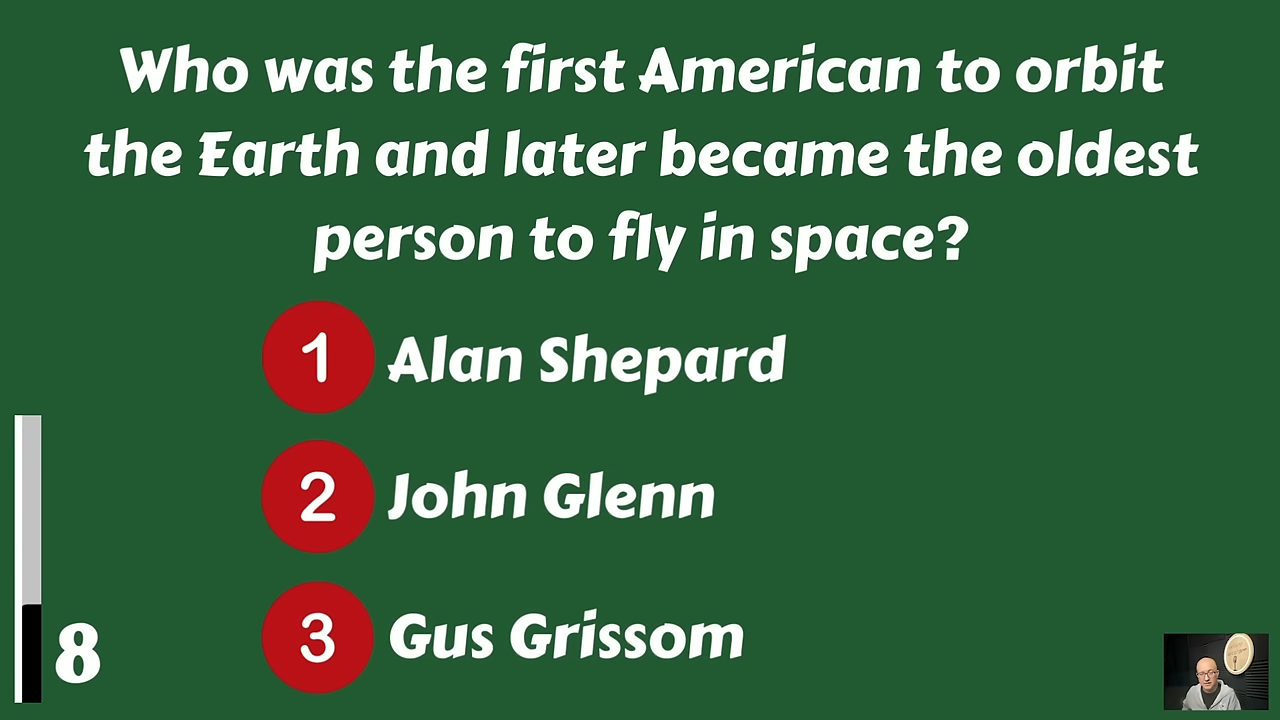 Who was the first American to orbit
the Earth and later became the oldest
person to fly in space?
1 Alan Shepard
2 John Glenn
3 Gus Grissom
8